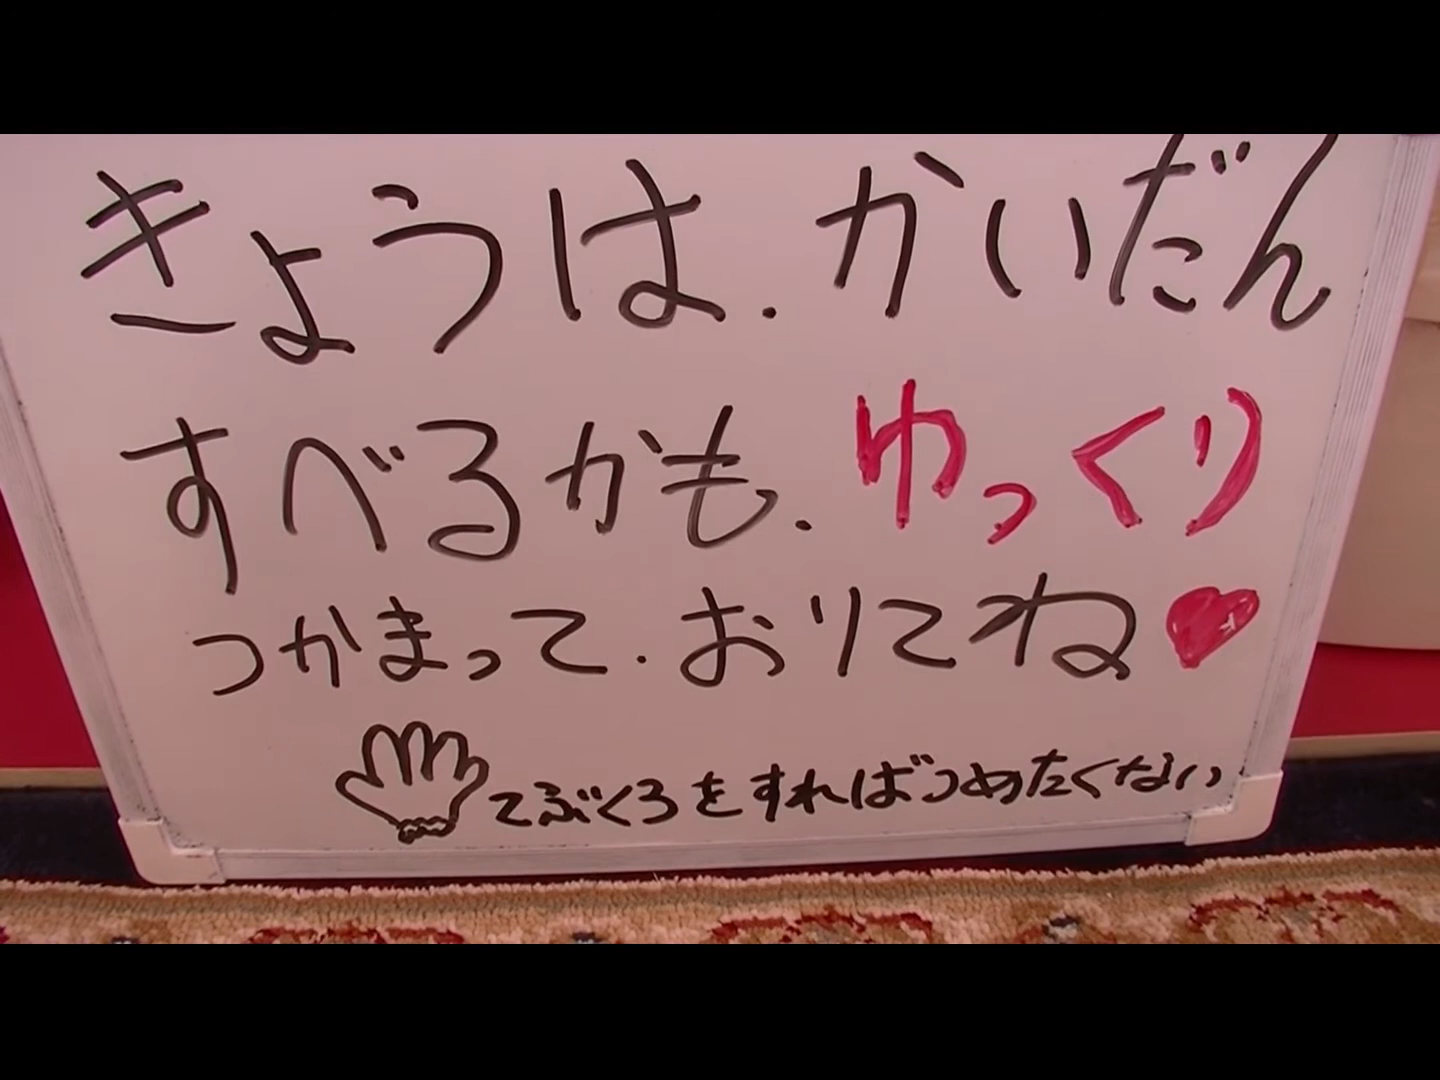 きょうは.かいだん
すべるかも.ゆっくり
つかまって.おりてね
てぶくろをすればつめたくない